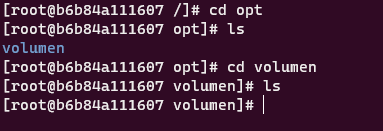 [root@b6b84a111607 /]# cd opt
[root@b6b84a111607 opt]# ls
volumen
[root@b6b84a111607 opt]# cd volumen
[root@b6b84a111607 volumen]# ls
[root@b6b84a111607 volumen]#